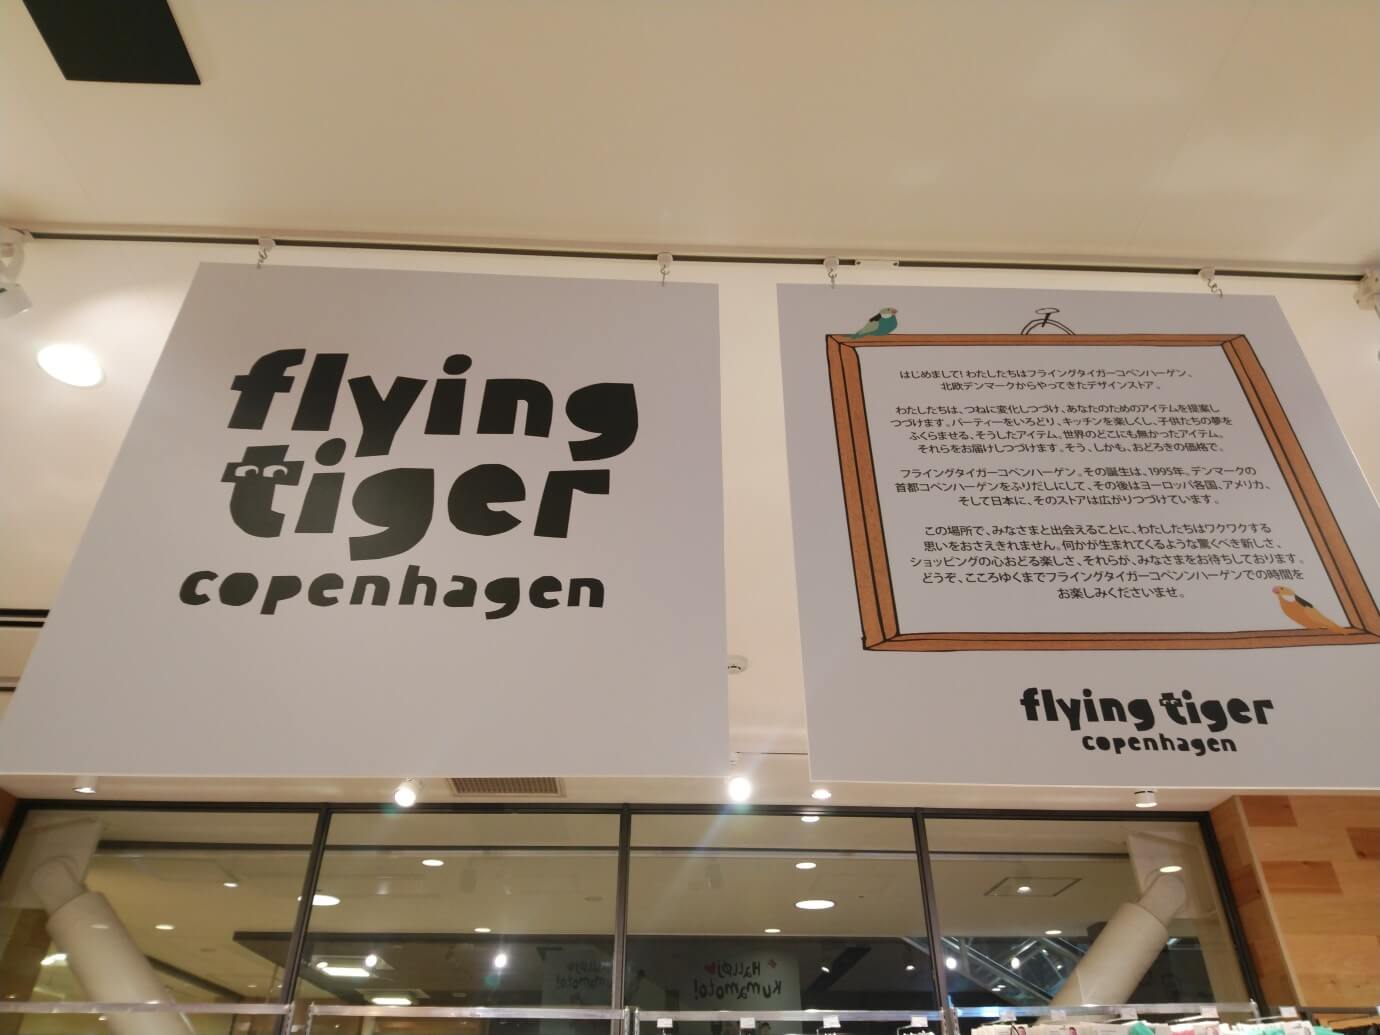 flying
tiger
copenhagen
はじめまして! わたしたちはフライングタイガーコペンハーゲン、
北欧デンマークからやってきたデザインストア。
わたしたちは、つねに変化しつづけ、あなたのためのアイテムを提案し
つづけます。パーティーをいろどり、キッチンを楽しくし、子供たちの夢を
ふくらませる、そうしたアイテム。世界のどこにも無かったアイテム。
それらをお届けしつづけます。そう、しかも、おどろきの価格で。
フライングタイガーコペンハーゲン。その誕生は、1995年。デンマークの
首都コペンハーゲンをふりだしにして、その後はヨーロッパ各国、アメリカ、
そして日本に、そのストアは広がりつづけています。
この場所で、みなさまと出会えることに、わたしたちはワクワクする
思いをおさえきれません。何かが生まれてくるような驚くべき新しさ、
ショッピングの心おどる楽しさ、それらが、みなさまをお待ちしております。
どうぞ、こころゆくまでフライングタイガーコペンンハーゲンでの時間を
お楽しみくださいませ。
flying tiger
copenhagen
Halløj
Kumamoto!